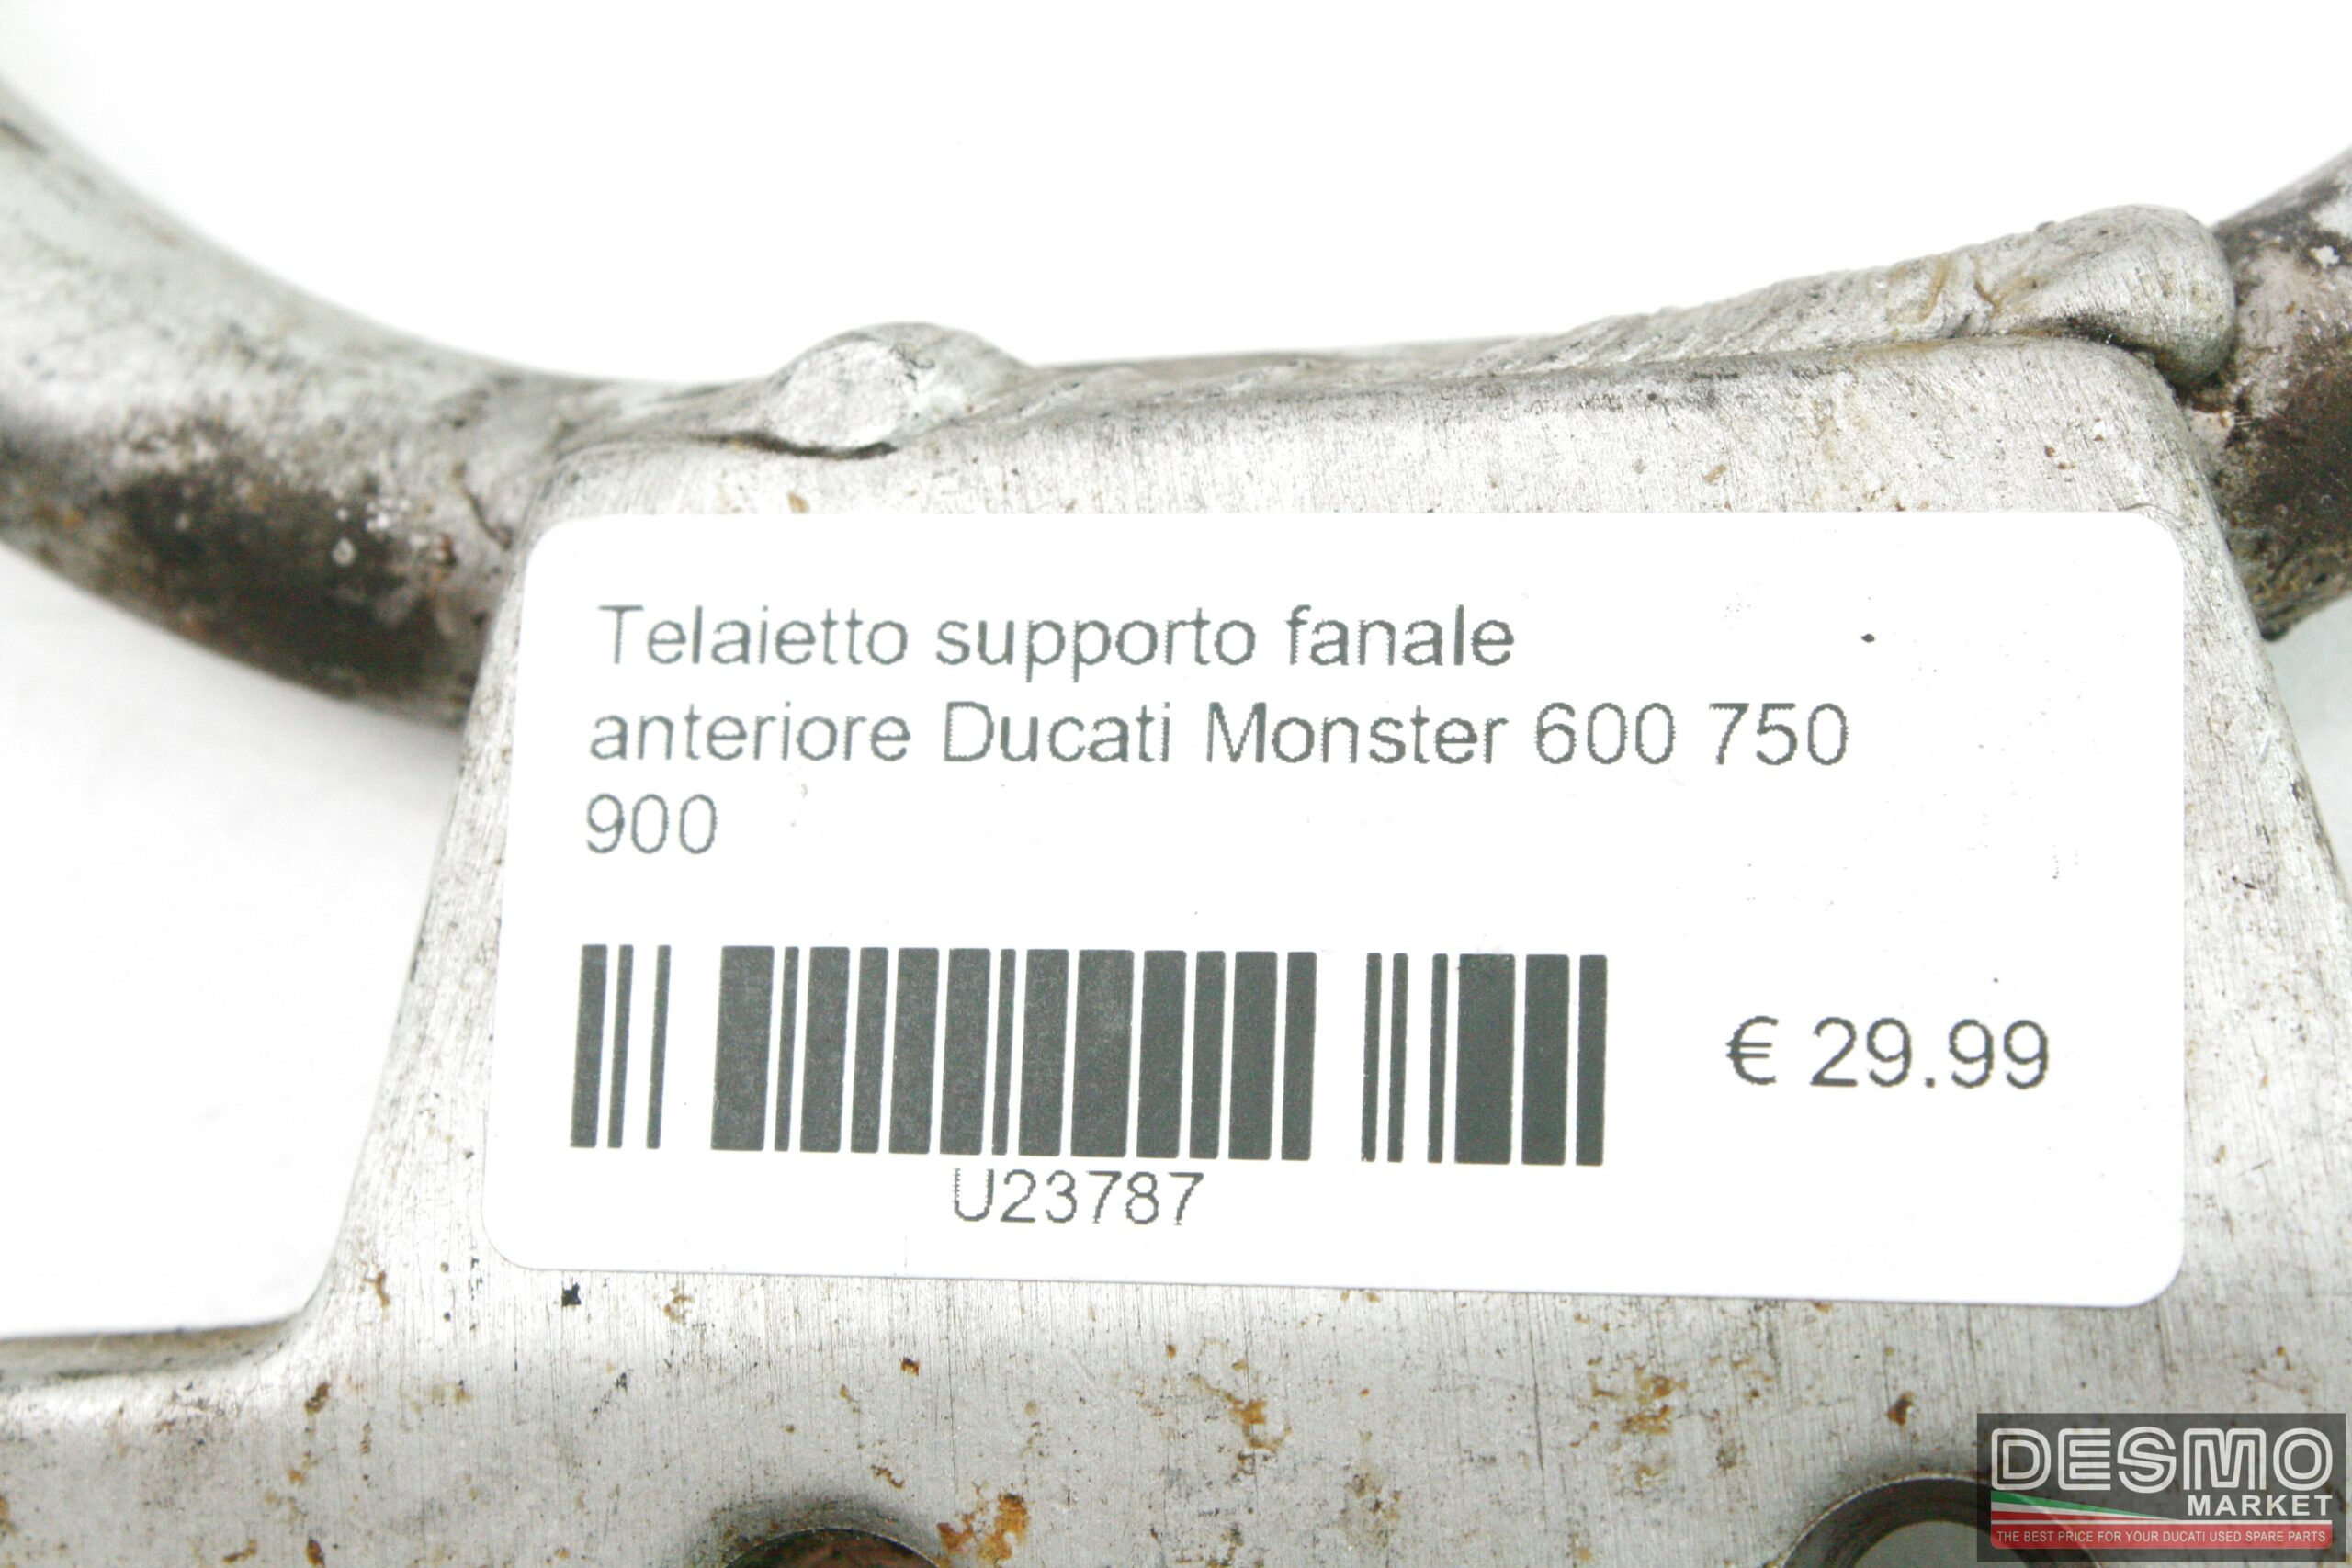 Telaietto supporto fanale
anteriore Ducati Monster 600 750
900
€ 29.99
U23787
DESMO
MARKET
THE BEST PRICE FOR YOUR DUCATI USED SPARE PARTS